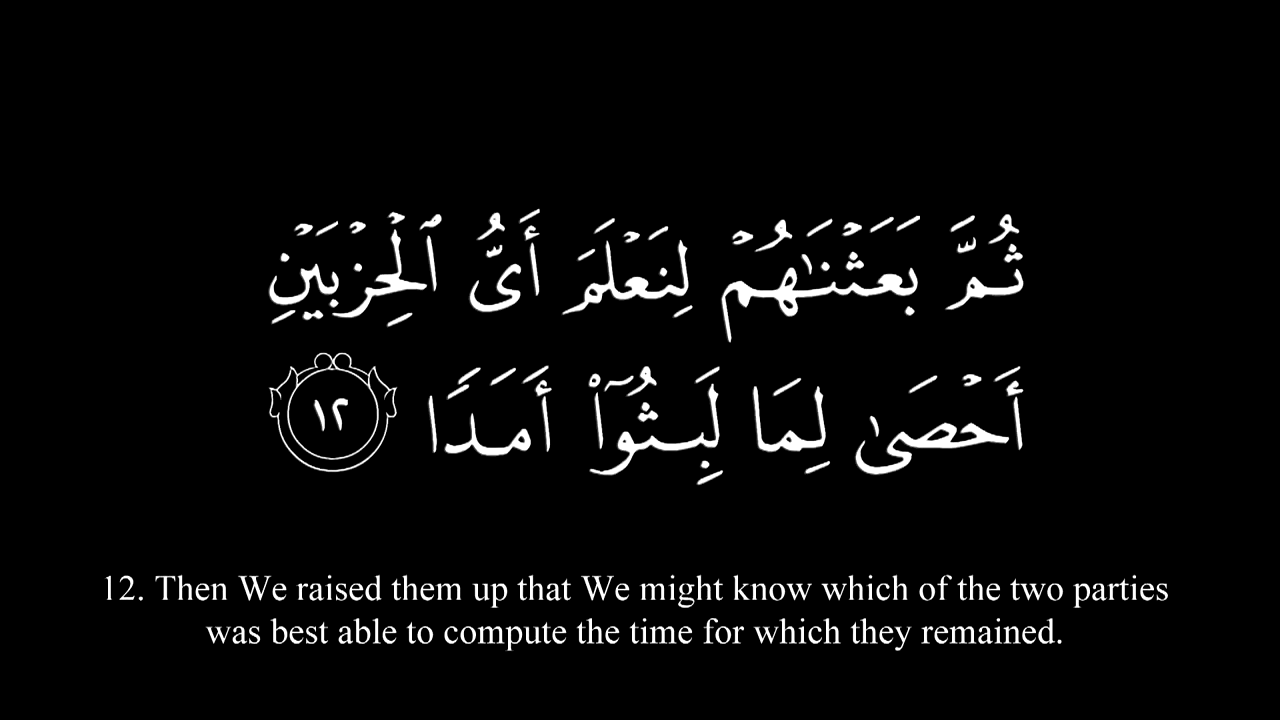 ثُمَّ بَعَثْنَٰهُمْ لِنَعْلَمَ أَىُّ ٱلْحِزْبَيْنِ
أَحْصَىٰ لِمَا لَبِثُوٓا۟ أَمَدًا ١٢
12. Then We raised them up that We might know which of the two parties
was best able to compute the time for which they remained.